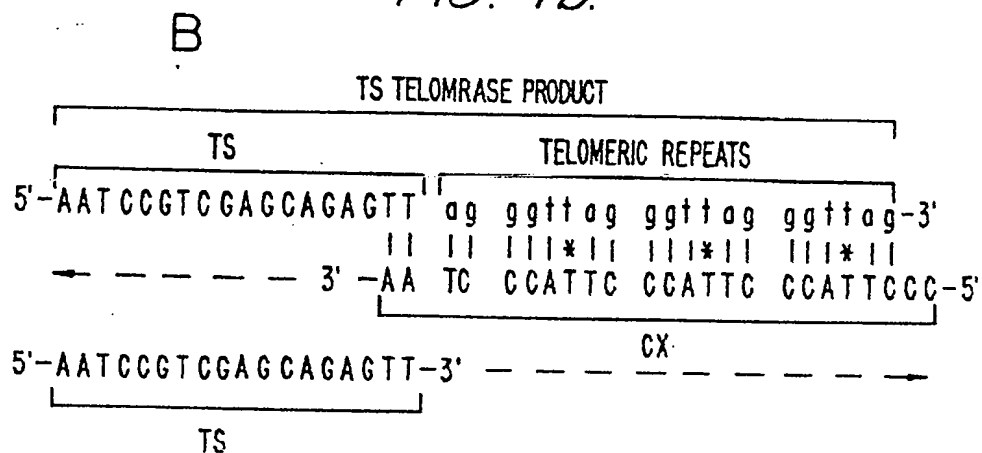 B
TS TELOMRASE PRODUCT
TS TELOMERIC REPEATS
5'-AATCCGTCGAGCAGAGTT ag ggttag ggttag ggttag-3'
|| || |||*|| |||*|| |||*||
3'-AA TC CCATTC CCATTC CCATTCCC-5'
CX
5'-AATCCGTCGAGCAGAGTT-3'
TS